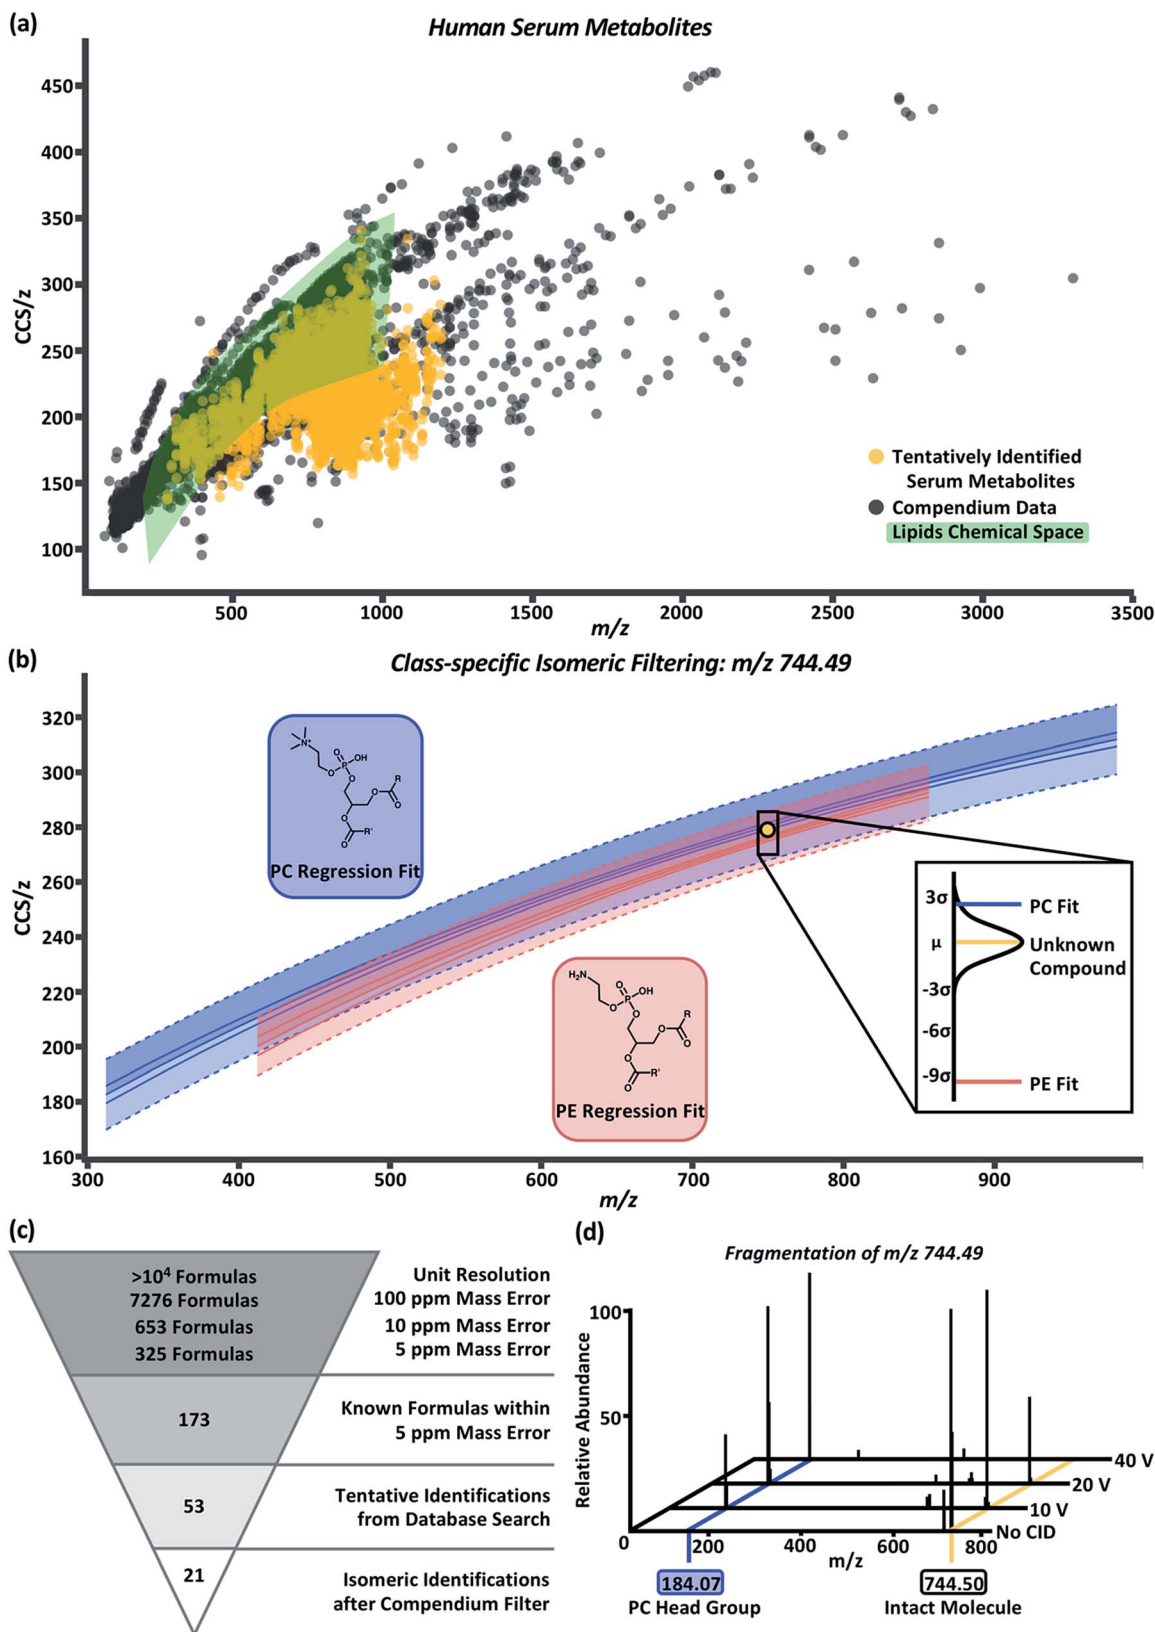 (a)
Human Serum Metabolites
CCS/z
450
400
350
300
250
200
150
100
Tentatively Identified
Serum Metabolites
Compendium Data
Lipids Chemical Space
500
1000
1500
2000
2500
3000
3500
m/z
(b)
Class-specific Isomeric Filtering: m/z 744.49
CCS/z
320
300
280
260
240
220
200
180
160
N+
O
P
OH
O
O
O
R
O
O
R'
O
PC Regression Fit
H₂N
O
P
OH
O
O
O
R
O
O
R'
O
PE Regression Fit
3σ
μ
-3σ
-6σ
-9σ
PC Fit
Unknown
Compound
PE Fit
300
400
500
600
700
800
900
m/z
(c)
>10⁴ Formulas
Unit Resolution
7276 Formulas
100 ppm Mass Error
653 Formulas
10 ppm Mass Error
325 Formulas
5 ppm Mass Error
173
Known Formulas within
5 ppm Mass Error
53
Tentative Identifications
from Database Search
21
Isomeric Identifications
after Compendium Filter
(d)
Fragmentation of m/z 744.49
Relative Abundance
100
50
40 V
20 V
10 V
No CID
0
200
400
600
800
m/z
184.07
PC Head Group
744.50
Intact Molecule